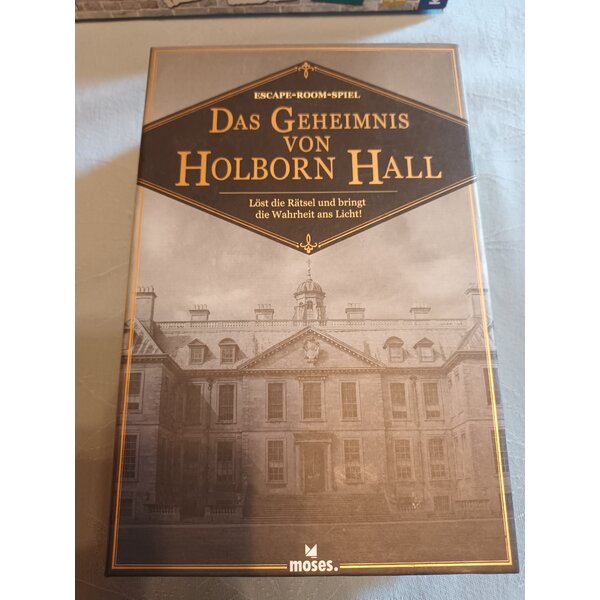 ESCAPE-ROOM-SPIEL
DAS GEHEIMNIS
VON
HOLBORN HALL
Löst die Rätsel und bringt
die Wahrheit ans Licht!
moses.